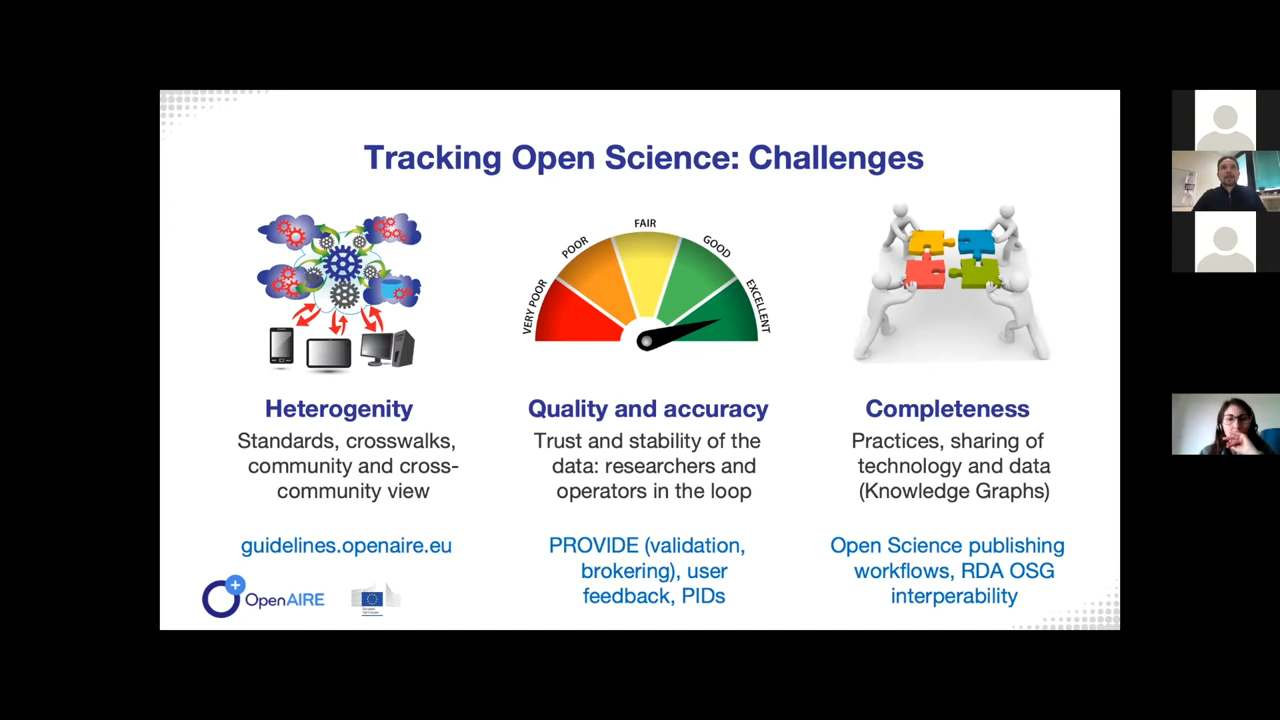 Tracking Open Science: Challenges
VERY POOR
POOR
FAIR
GOOD
EXCELLENT
Heterogenity
Standards, crosswalks,
community and cross-
community view
guidelines.openaire.eu
Quality and accuracy
Trust and stability of the
data: researchers and
operators in the loop
PROVIDE (validation,
brokering), user
feedback, PIDs
Completeness
Practices, sharing of
technology and data
(Knowledge Graphs)
Open Science publishing
workflows, RDA OSG
interperability
OpenAIRE